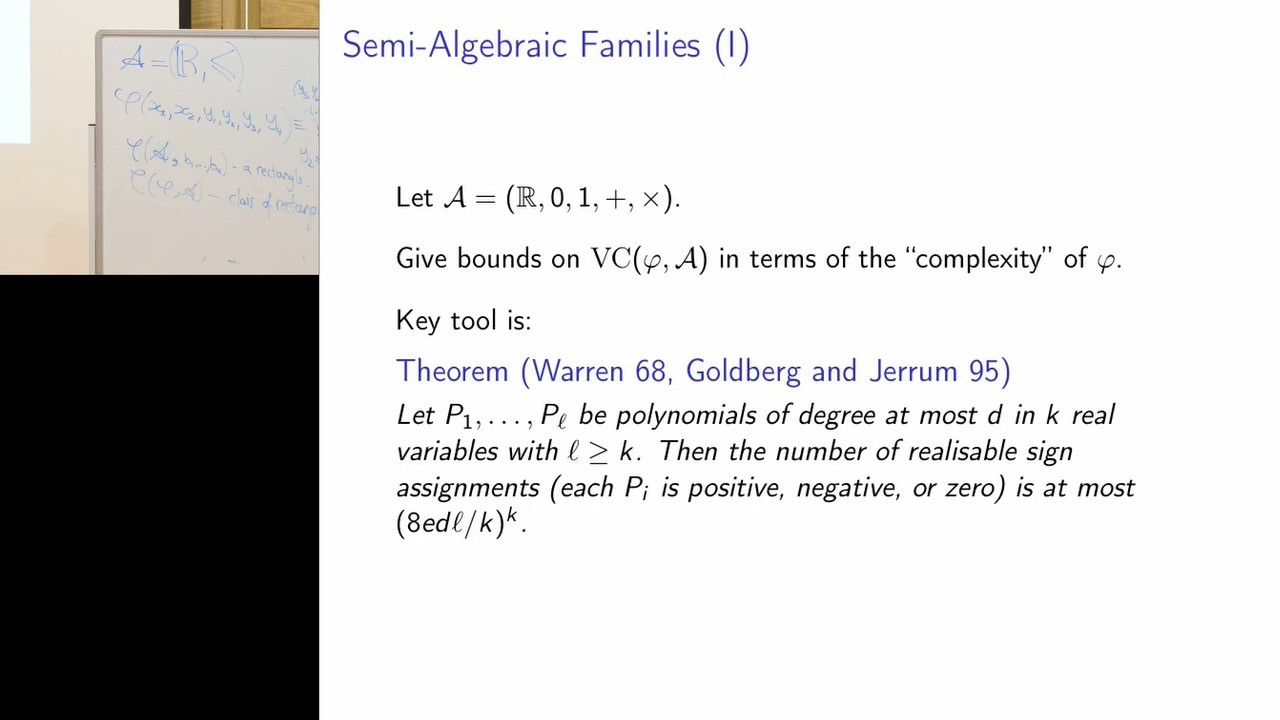 𝒜 = (ℝ, <)
φ(x₁, x₂, y₁, y₂, y₃, y₄) ≡
φ(𝒜, b₁,…,b₄) - a rectangle.
𝒞(φ, 𝒜) - class of rectang
Semi-Algebraic Families (I)
Let 𝒜 = (ℝ, 0, 1, +, ×).
Give bounds on VC(φ, 𝒜) in terms of the “complexity” of φ.
Key tool is:
Theorem (Warren 68, Goldberg and Jerrum 95)
Let P₁, . . . , Pℓ be polynomials of degree at most d in k real
variables with ℓ ≥ k. Then the number of realisable sign
assignments (each Pᵢ is positive, negative, or zero) is at most
(8edℓ/k)ᵏ.